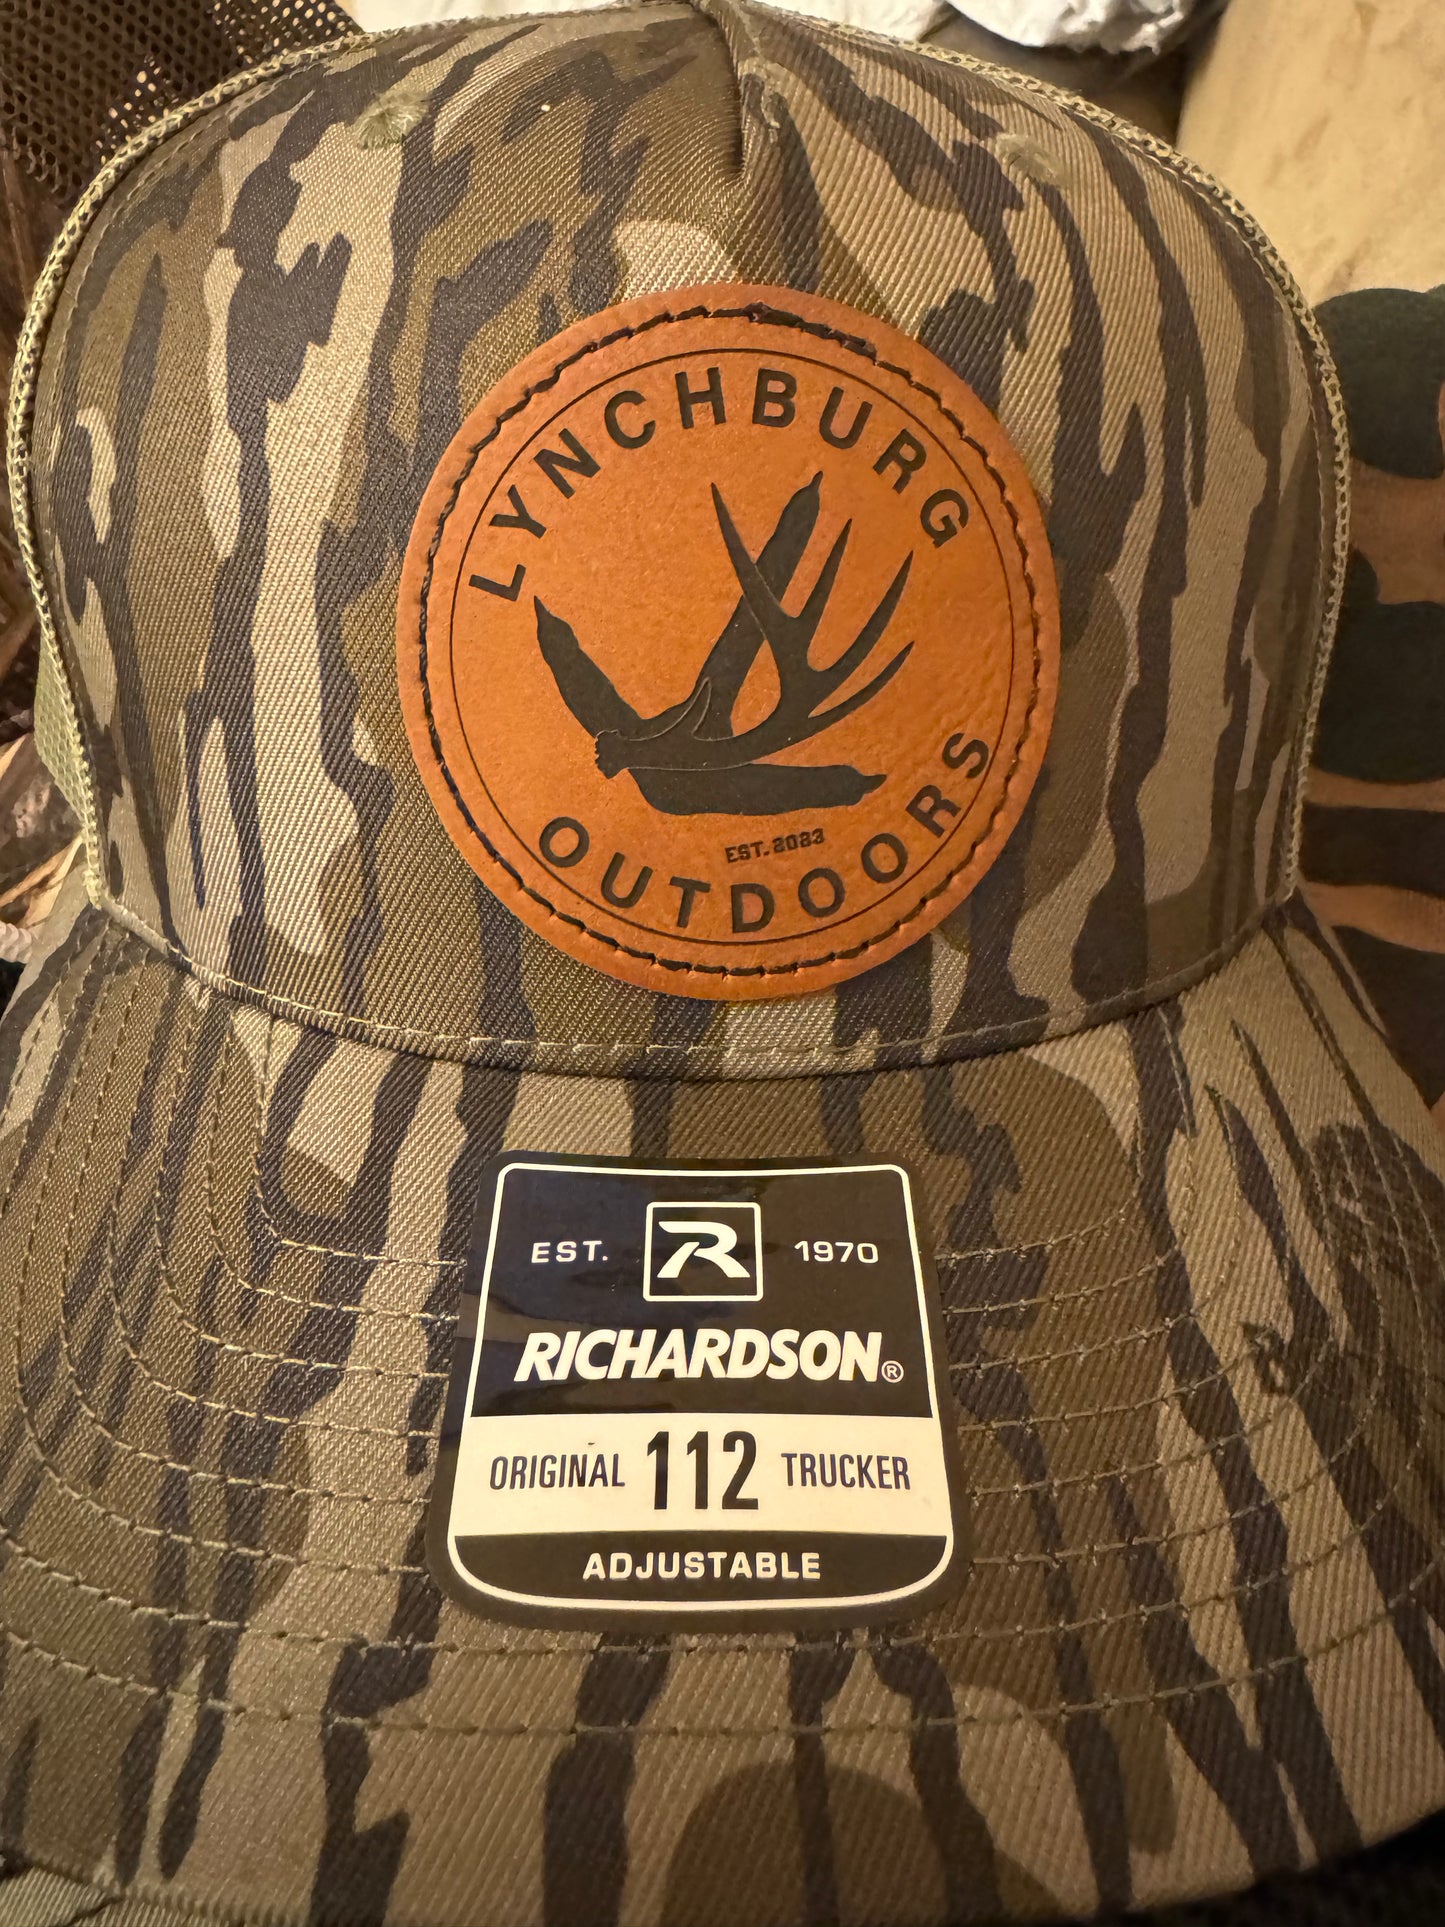 LYNCHBURG
EST. 2023
OUTDOORS
EST. R 1970
RICHARDSON®
ORIGINAL 112 TRUCKER
ADJUSTABLE